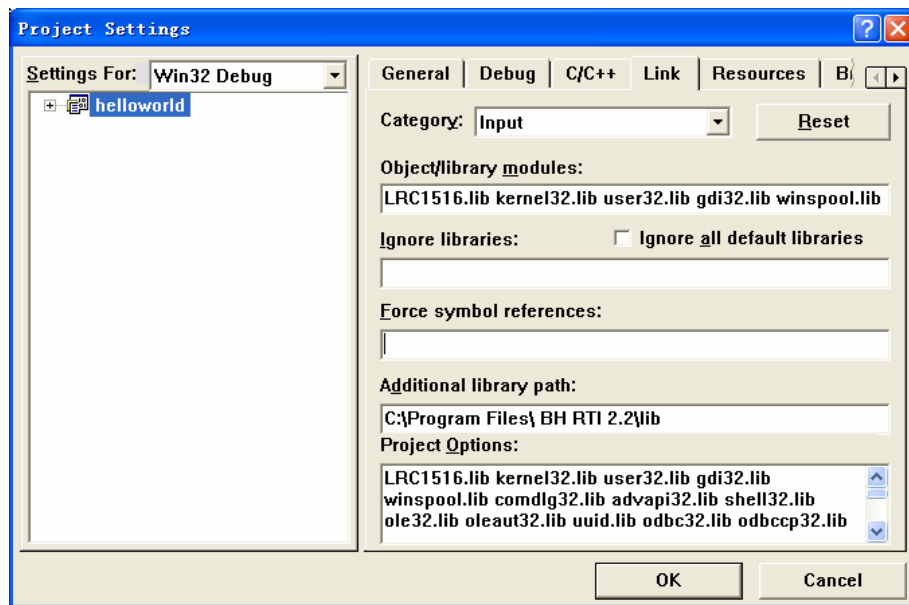 Project Settings
Settings For: Win32 Debug
helloworld
General Debug C/C++ Link Resources
Category: Input Reset
Object/library modules:
LRC1516.lib kernel32.lib user32.lib gdi32.lib winspool.lib
Ignore libraries: Ignore all default libraries
Force symbol references:
Additional library path:
C:\Program Files\ BH RTI 2.2\lib
Project Options:
LRC1516.lib kernel32.lib user32.lib gdi32.lib
winspool.lib comdlg32.lib advapi32.lib shell32.lib
ole32.lib oleaut32.lib uuid.lib odbc32.lib odbccp32.lib
OK Cancel